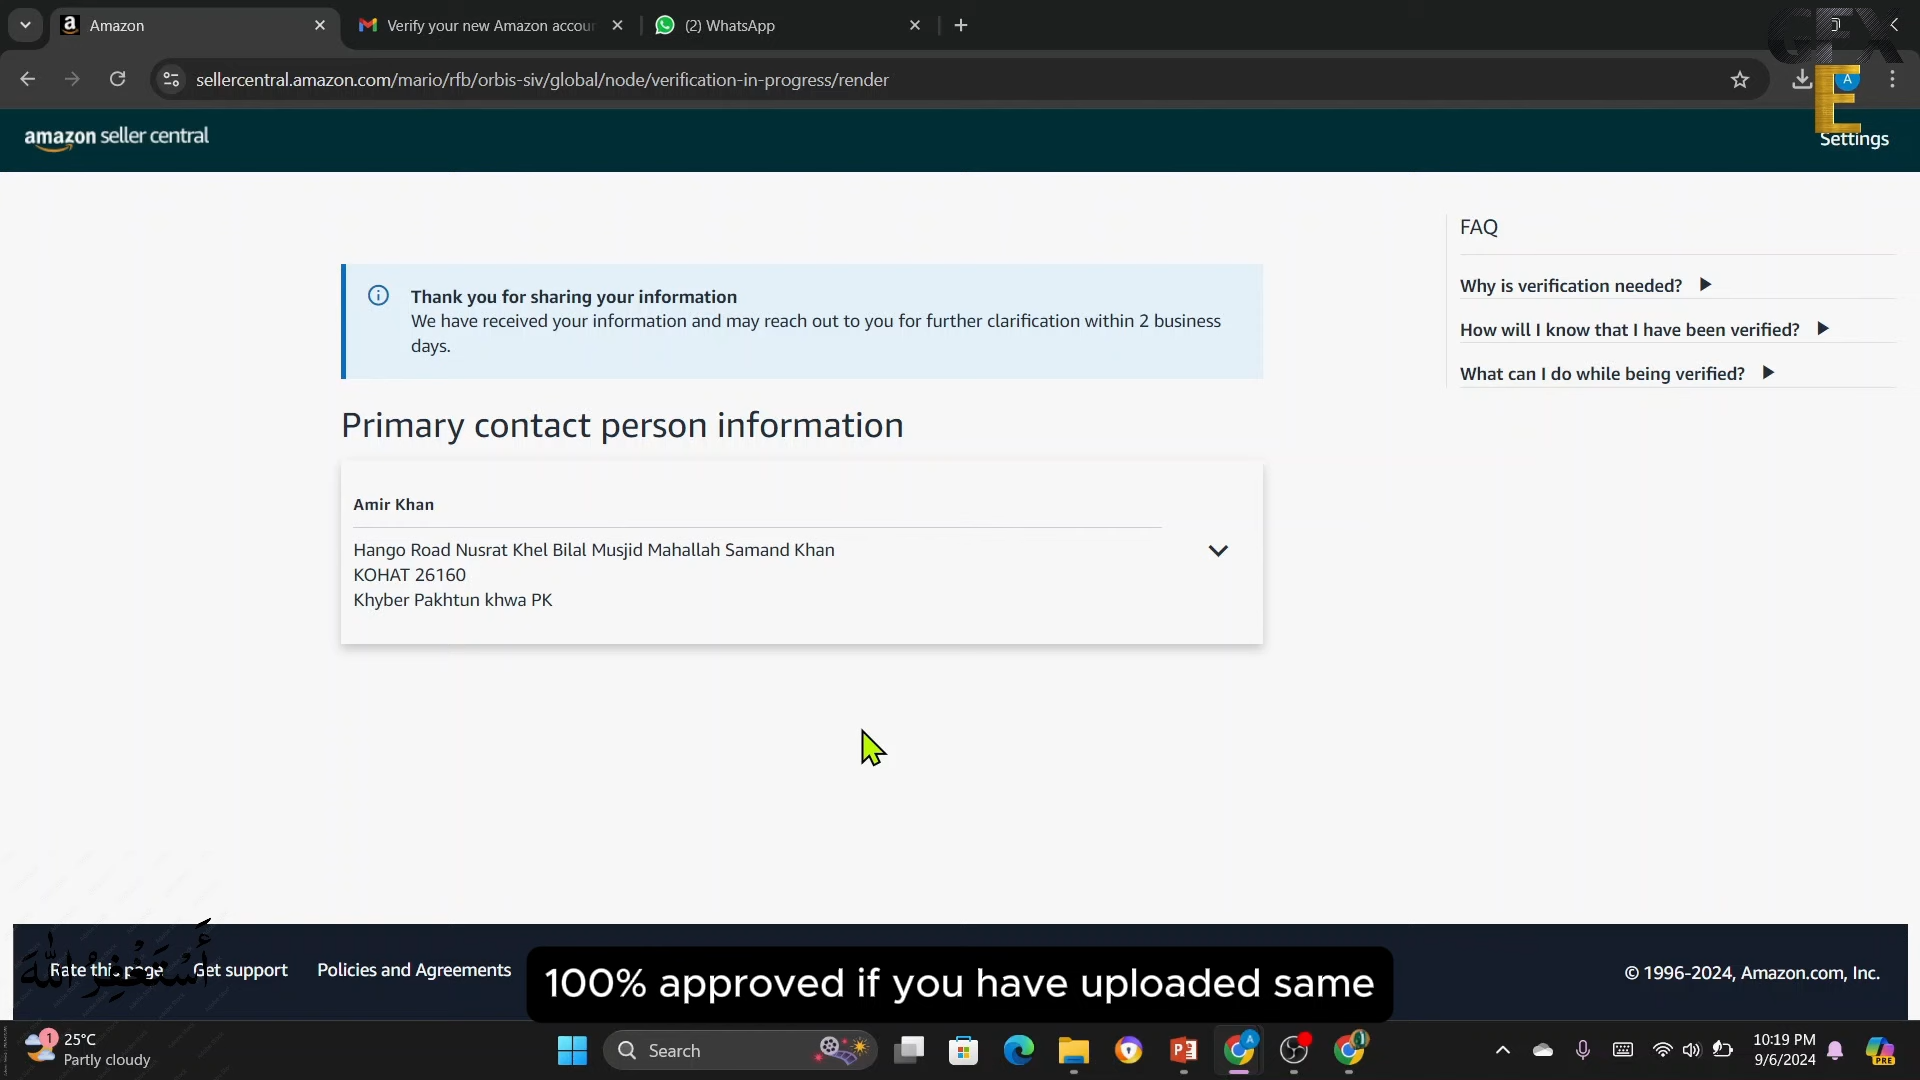 Amazon
Verify your new Amazon accou
(2) WhatsApp
sellercentral.amazon.com/mario/rfb/orbis-siv/global/node/verification-in-progress/render
A
E
amazon seller central
Settings
FAQ
Thank you for sharing your information
We have received your information and may reach out to you for further clarification within 2 business
days.
Why is verification needed?
How will I know that I have been verified?
What can I do while being verified?
Primary contact person information
Amir Khan
Hango Road Nusrat Khel Bilal Musjid Mahallah Samand Khan
KOHAT 26160
Khyber Pakhtun khwa PK
أَسْتَغْفِرُ اللّٰه
Rate this page
Get support
Policies and Agreements
100% approved if you have uploaded same
© 1996-2024, Amazon.com, Inc.
1
25°C
Partly cloudy
Search
10:19 PM
9/6/2024
PRE